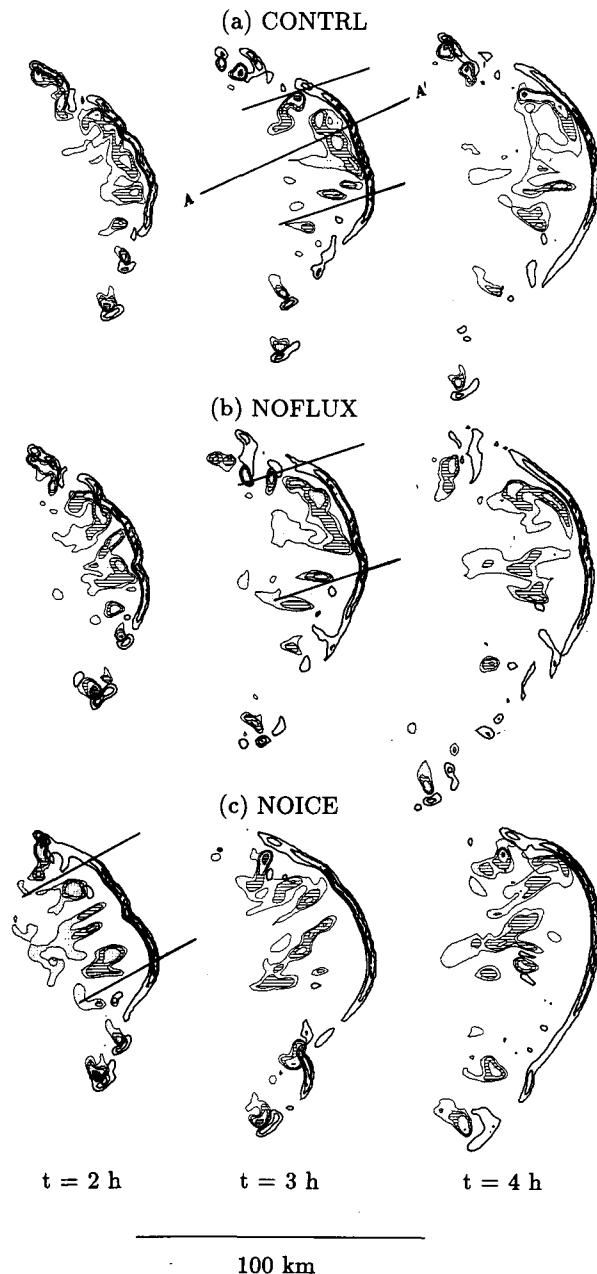 (a) CONTRL
A'
A
(b) NOFLUX
(c) NOICE
t = 2 h
t = 3 h
t = 4 h
100 km